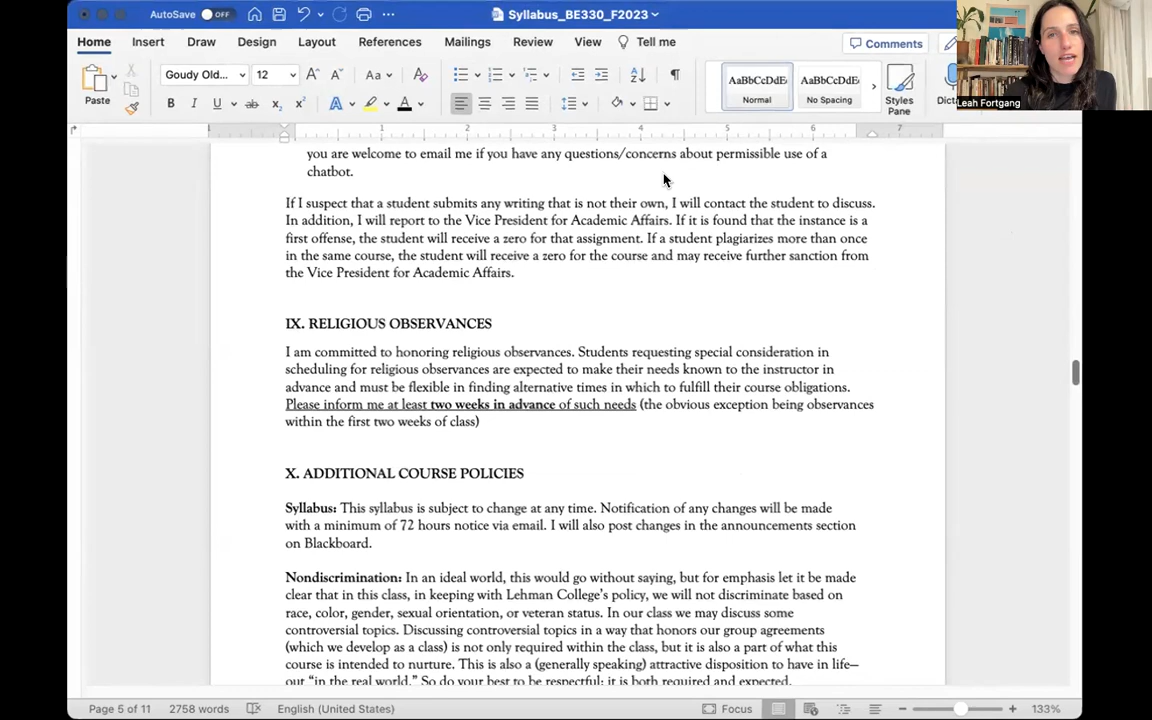 AutoSave OFF
Syllabus_BE330_F2023
Home Insert Draw Design Layout References Mailings Review View Tell me
Comments
Paste
Goudy Old... 12
AaBbCcDdE AaBbCcDdE
Normal No Spacing
Styles Pane
Leah Fortgang
1 1 2 3 4 5 6 7
you are welcome to email me if you have any questions/concerns about permissible use of a
chatbot.
If I suspect that a student submits any writing that is not their own, I will contact the student to discuss.
In addition, I will report to the Vice President for Academic Affairs. If it is found that the instance is a
first offense, the student will receive a zero for that assignment. If a student plagiarizes more than once
in the same course, the student will receive a zero for the course and may receive further sanction from
the Vice President for Academic Affairs.
IX. RELIGIOUS OBSERVANCES
I am committed to honoring religious observances. Students requesting special consideration in
scheduling for religious observances are expected to make their needs known to the instructor in
advance and must be flexible in finding alternative times in which to fulfill their course obligations.
Please inform me at least two weeks in advance of such needs (the obvious exception being observances
within the first two weeks of class)
X. ADDITIONAL COURSE POLICIES
Syllabus: This syllabus is subject to change at any time. Notification of any changes will be made
with a minimum of 72 hours notice via email. I will also post changes in the announcements section
on Blackboard.
Nondiscrimination: In an ideal world, this would go without saying, but for emphasis let it be made
clear that in this class, in keeping with Lehman College's policy, we will not discriminate based on
race, color, gender, sexual orientation, or veteran status. In our class we may discuss some
controversial topics. Discussing controversial topics in a way that honors our group agreements
(which we develop as a class) is not only required within the class, but it is also a part of what this
course is intended to nurture. This is also a (generally speaking) attractive disposition to have in life—
out "in the real world." So do your best to be respectful; it is both required and expected.
Page 5 of 11 2758 words English (United States) Focus 133%